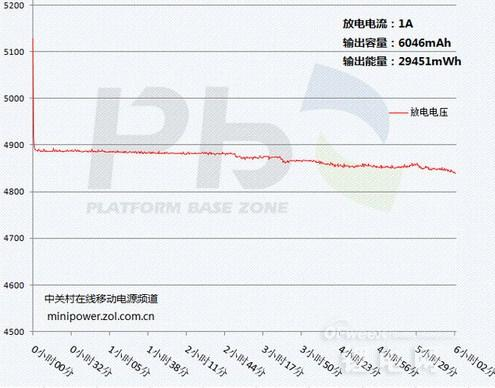 5200
5100
5000
4900
4800
4700
4600
4500
放电电流：1A
输出容量：6046mAh
输出能量：29451mWh
放电电压
Pb
PLATFORM BASE ZONE
中关村在线移动电源频道
minipower.zol.com.cn
0小时00分
0小时32分
1小时05分
1小时38分
2小时11分
2小时44分
3小时17分
3小时50分
4小时23分
4小时56分
5小时29分
6小时02分